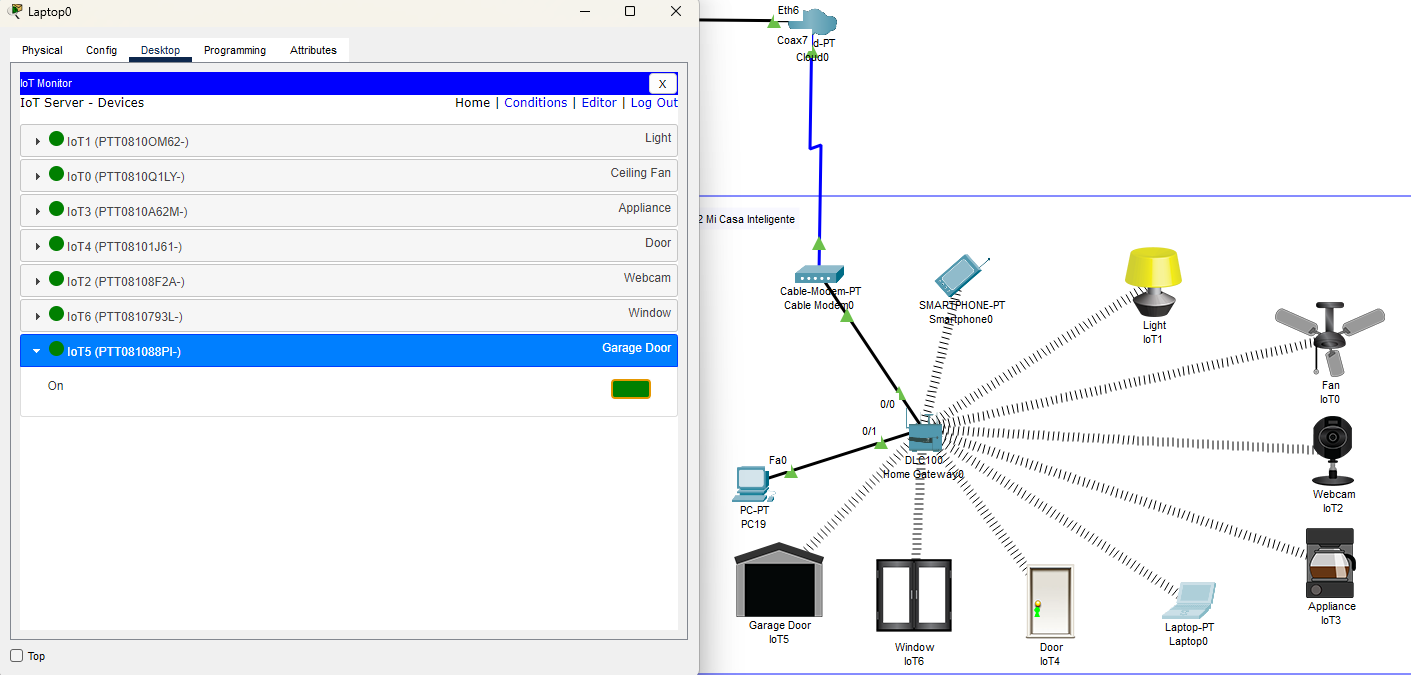 Laptop0
Physical
Config
Desktop
Programming
Attributes
IoT Monitor
X
IoT Server - Devices
Home | Conditions | Editor | Log Out
IoT1 (PTT0810OM62-)
Light
IoT0 (PTT0810Q1LY-)
Ceiling Fan
IoT3 (PTT0810A62M-)
Appliance
IoT4 (PTT08101J61-)
Door
IoT2 (PTT08108F2A-)
Webcam
IoT6 (PTT0810793L-)
Window
IoT5 (PTT081088PI-)
Garage Door
On
Top
Eth6
Coax7
d-PT
Cloud0
2 Mi Casa Inteligente
Cable-Modem-PT
Cable Modem0
SMARTPHONE-PT
Smartphone0
Light
IoT1
Fan
IoT0
0/0
0/1
DLC100
Home Gateway0
Fa0
PC-PT
PC19
Webcam
IoT2
Garage Door
IoT5
Window
IoT6
Door
IoT4
Laptop-PT
Laptop0
Appliance
IoT3